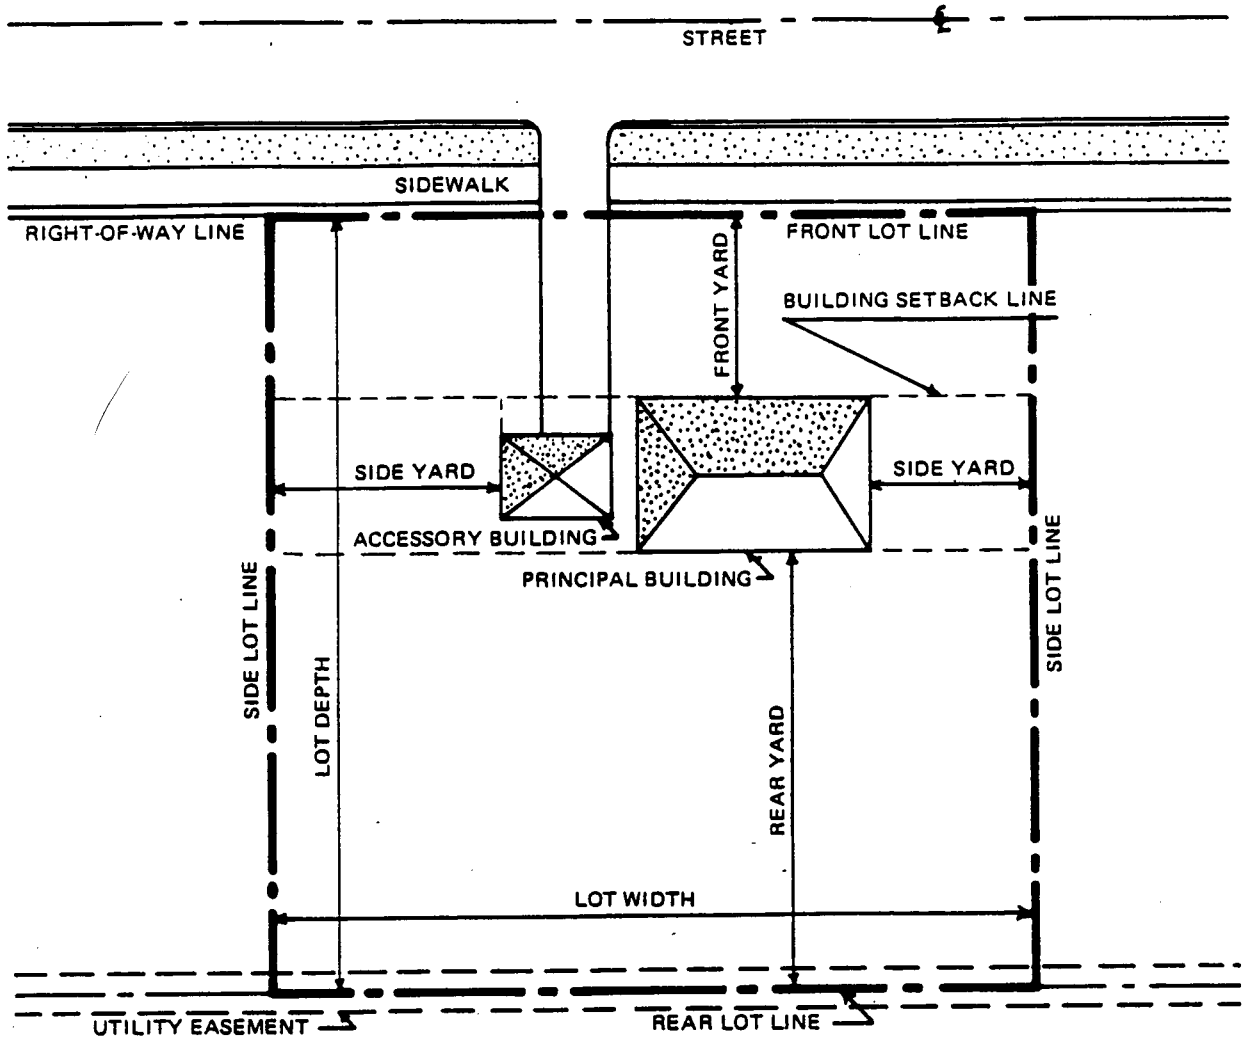 STREET
SIDEWALK
RIGHT-OF-WAY LINE
FRONT LOT LINE
FRONT YARD
BUILDING SETBACK LINE
SIDE YARD
SIDE YARD
ACCESSORY BUILDING
PRINCIPAL BUILDING
SIDE LOT LINE
LOT DEPTH
REAR YARD
SIDE LOT LINE
LOT WIDTH
UTILITY EASEMENT
REAR LOT LINE